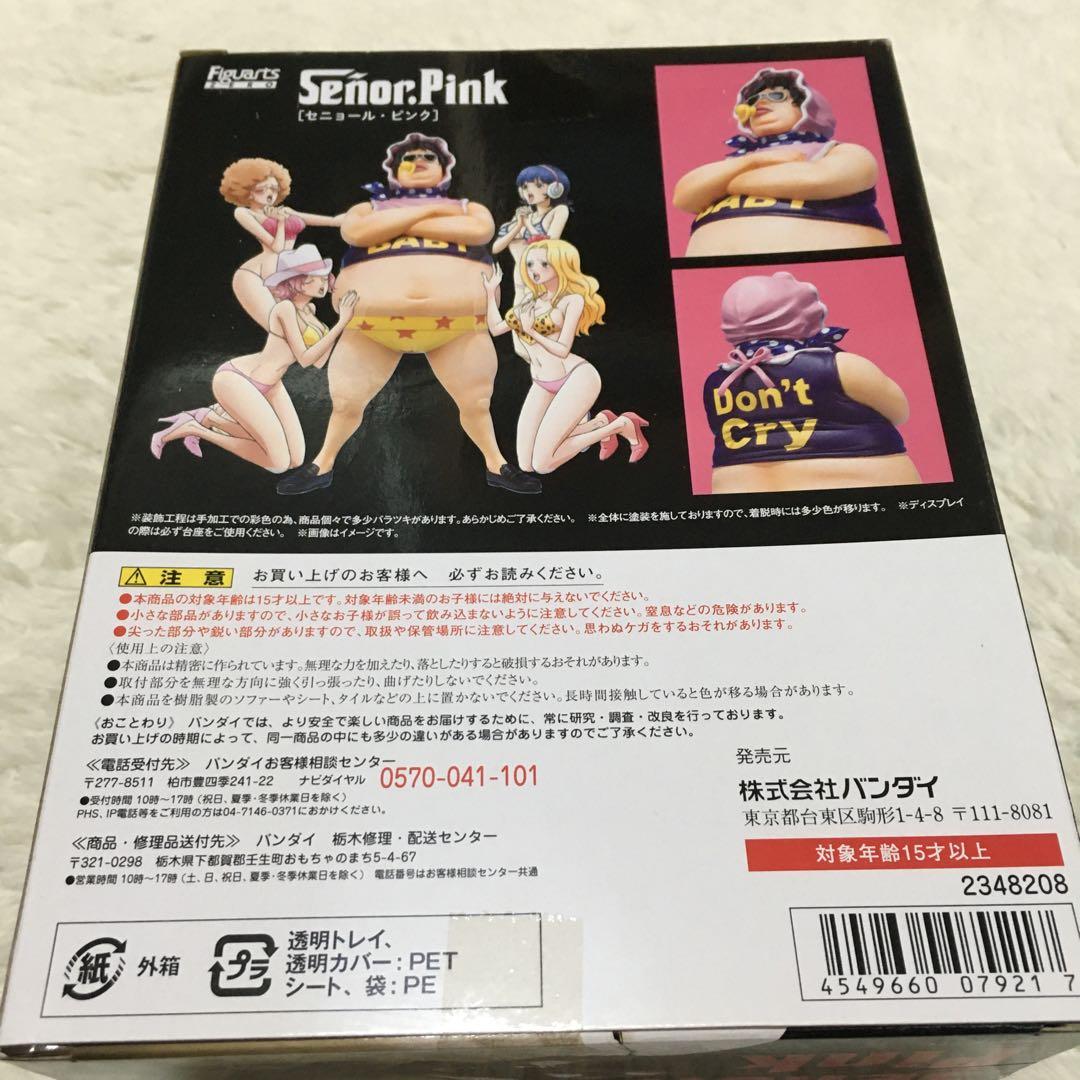 Figuarts
ZERO
Señor.Pink
[セニョール・ピンク]
BABY
BABY
Don't
Cry
※装飾工程は手加工での彩色の為、商品個々で多少バラツキがあります。あらかじめご了承ください。 ※全体に塗装を施しておりますので、着脱時には多少色が移ります。 ※ディスプレイ
の際は必ず台座をご使用ください。 ※画像はイメージです。
注意 お買い上げのお客様へ 必ずお読みください。
●本商品の対象年齢は15才以上です。対象年齢未満のお子様には絶対に与えないでください。
●小さな部品がありますので、小さなお子様が誤って飲み込まないように注意してください。窒息などの危険があります。
●尖った部分や鋭い部分がありますので、取扱や保管場所に注意してください。思わぬケガをするおそれがあります。
〈使用上の注意〉
●本商品は精密に作られています。無理な力を加えたり、落としたりすると破損するおそれがあります。
●取付部分を無理な方向に強く引っ張ったり、曲げたりしないでください。
●本商品を樹脂製のソファーやシート、タイルなどの上に置かないでください。長時間接触していると色が移る場合があります。
《おことわり》 バンダイでは、より安全で楽しい商品をお届けするために、常に研究・調査・改良を行っております。
お買い上げの時期によって、同一商品の中にも多少の違いがある場合がありますのでご了承ください。
≪電話受付先≫ バンダイお客様相談センター
〒277-8511 柏市豊四季241-22 ナビダイヤル 0570-041-101
●受付時間 10時〜17時(祝日、夏季・冬季休業日を除く)
PHS、IP電話等をご利用の方は04-7146-0371におかけください。
≪商品・修理品送付先≫ バンダイ 栃木修理・配送センター
〒321-0298 栃木県下都賀郡壬生町おもちゃのまち5-4-67
●営業時間 10時〜17時(土、日、祝日、夏季・冬季休業日を除く) 電話番号はお客様相談センター共通
発売元
株式会社バンダイ
東京都台東区駒形1-4-8 〒111-8081
対象年齢15才以上
2348208
紙 外箱
プラ
透明トレイ、
透明カバー:PET
シート、袋:PE
4549660 07921 7